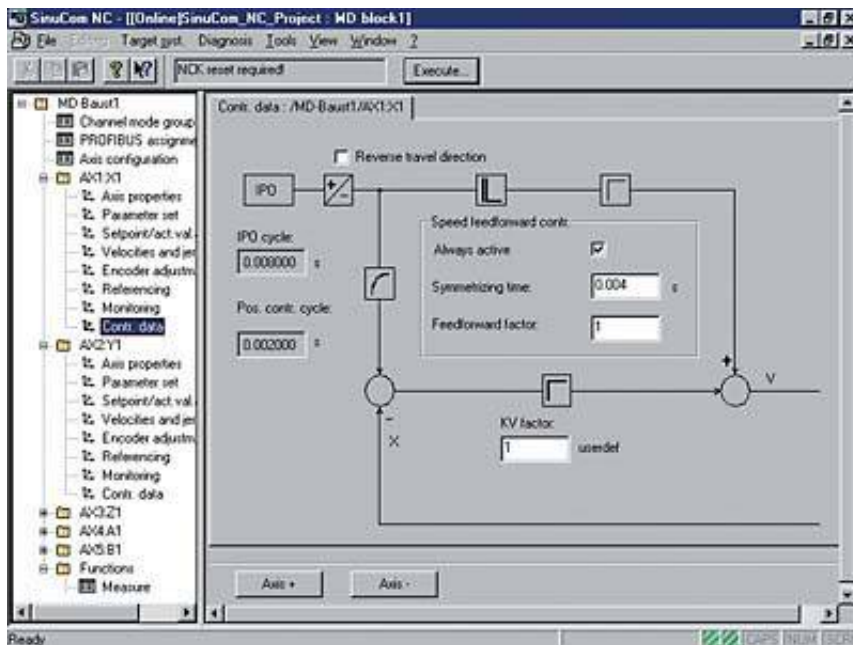 SinuCom NC - [[Online]SinuCom_NC_Project : MD block1]
File Target syst. Diagnosis Tools View Window ?
NCK reset required!
Execute...
MD-Baust1
Channel mode group
PROFIBUS assignme
Axis configuration
AX1:X1
Axis properties
Parameter set
Setpoint/act.val.
Velocities and jer
Encoder adjustm
Referencing
Monitoring
Contr. data
AX2:Y1
Axis properties
Parameter set
Setpoint/act.val.
Velocities and jer
Encoder adjustm
Referencing
Monitoring
Contr. data
AX3:Z1
AX4:A1
AX5:B1
Functions
Measure
Contr. data : /MD-Baust1/AX1:X1
Reverse travel direction
IPO
+/-
IPO cycle:
0.008000 s
Pos. contr. cycle:
0.002000 s
Speed feedforward contr.
Always active
Symmetrizing time: 0.004 s
Feedforward factor: 1
+
V
-
X
KV factor:
1 userdef
Axis +
Axis -
Ready
CAPS NUM SCRL